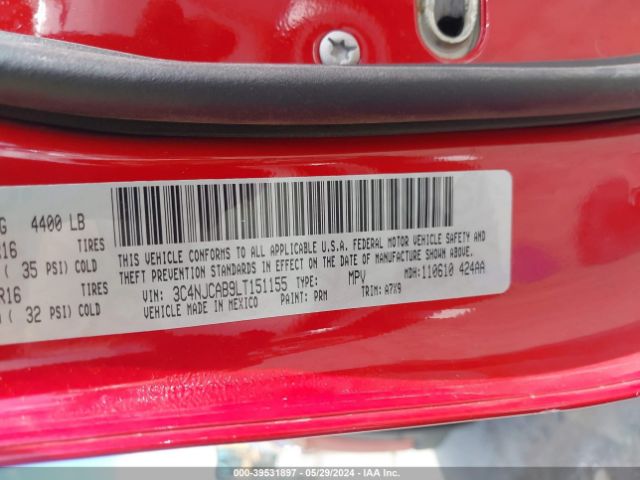 G 4400 LB
R16 TIRES
( 35 PSI) COLD
R16 TIRES
( 32 PSI) COLD
THIS VEHICLE CONFORMS TO ALL APPLICABLE U.S.A. FEDERAL MOTOR VEHICLE SAFETY AND
THEFT PREVENTION STANDARDS IN EFFECT ON THE DATE OF MANUFACTURE SHOWN ABOVE.
VIN: 3C4NJCAB9LT151155 TYPE: MPV MDH: 110610 424AA
VEHICLE MADE IN MEXICO PAINT: PRM TRIM: A7X9
000-39531897 - 05/29/2024 - IAA Inc.